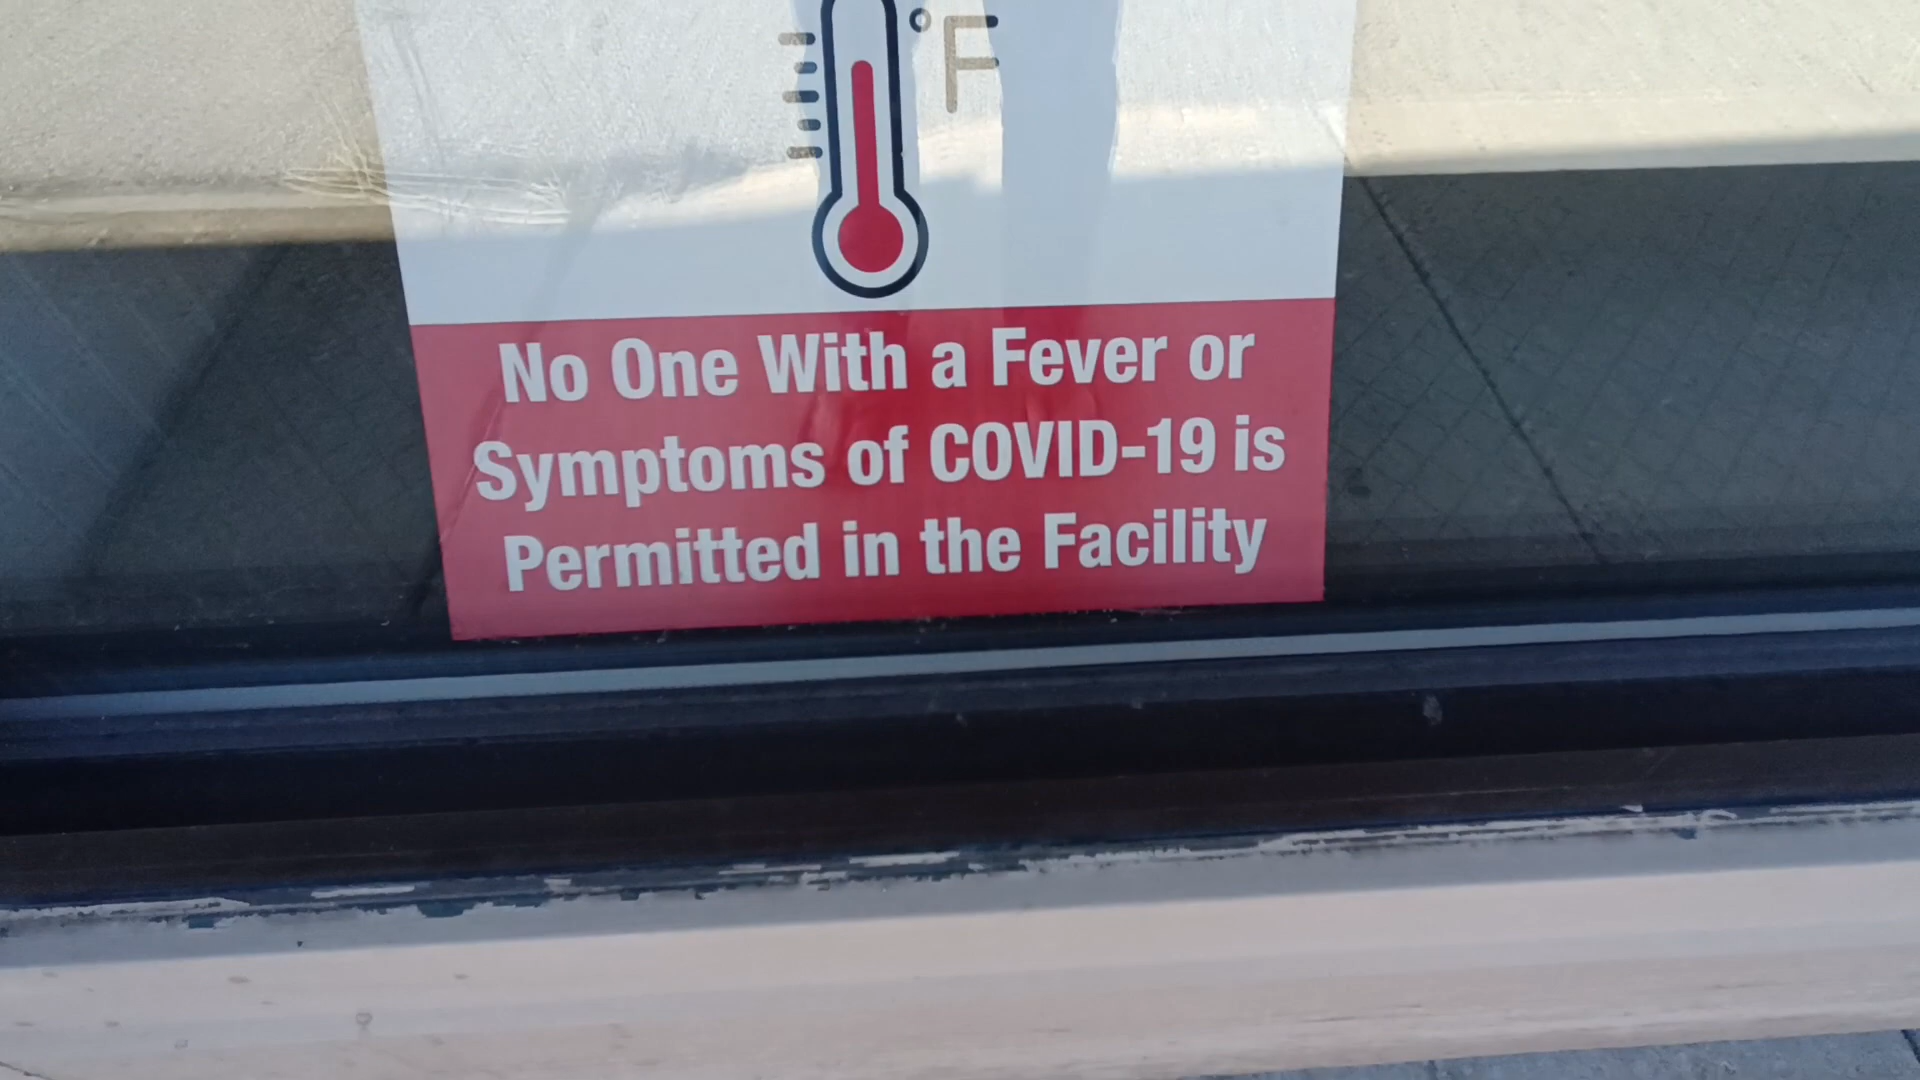 °F
No One With a Fever or
Symptoms of COVID-19 is
Permitted in the Facility